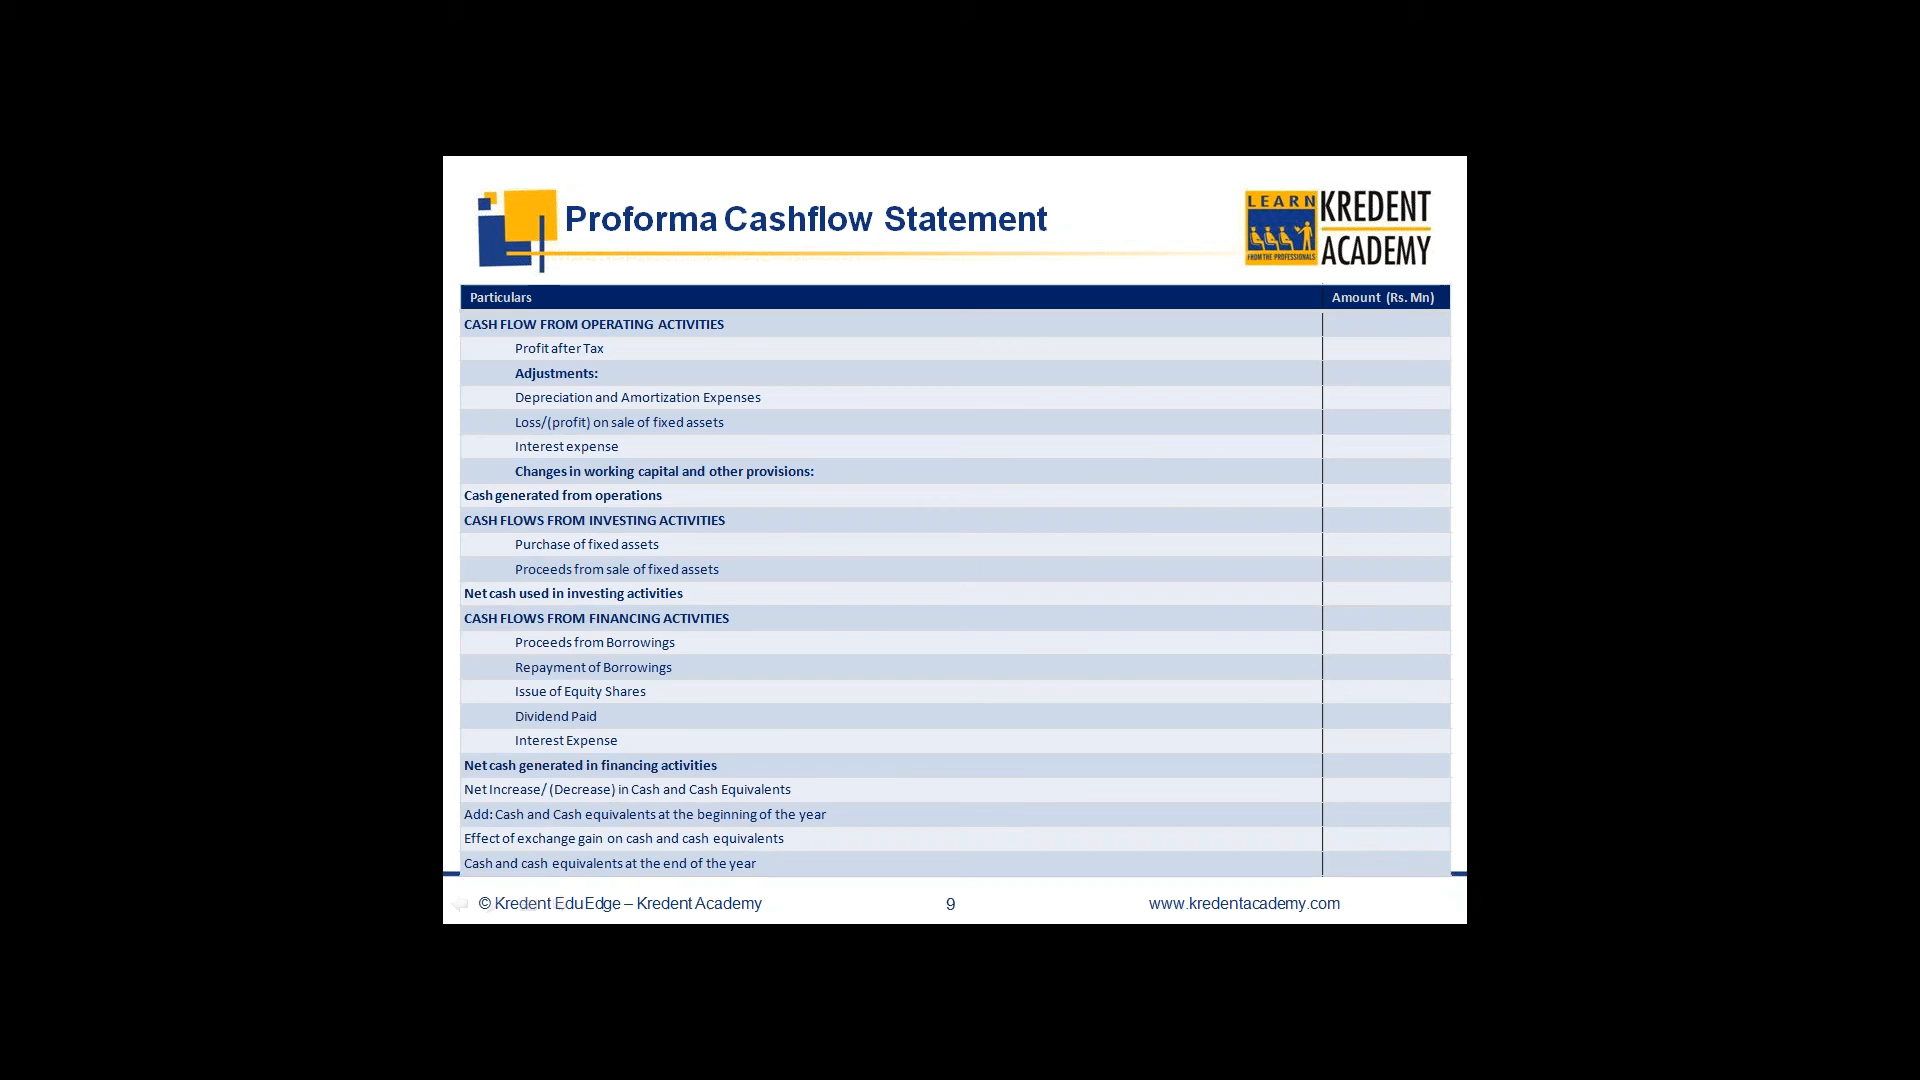 Proforma Cashflow Statement
LEARN
FROM THE PROFESSIONALS
KREDENT
ACADEMY
Particulars Amount (Rs. Mn)
CASH FLOW FROM OPERATING ACTIVITIES
Profit after Tax
Adjustments:
Depreciation and Amortization Expenses
Loss/(profit) on sale of fixed assets
Interest expense
Changes in working capital and other provisions:
Cash generated from operations
CASH FLOWS FROM INVESTING ACTIVITIES
Purchase of fixed assets
Proceeds from sale of fixed assets
Net cash used in investing activities
CASH FLOWS FROM FINANCING ACTIVITIES
Proceeds from Borrowings
Repayment of Borrowings
Issue of Equity Shares
Dividend Paid
Interest Expense
Net cash generated in financing activities
Net Increase/ (Decrease) in Cash and Cash Equivalents
Add: Cash and Cash equivalents at the beginning of the year
Effect of exchange gain on cash and cash equivalents
Cash and cash equivalents at the end of the year
© Kredent EduEdge – Kredent Academy 9 www.kredentacademy.com